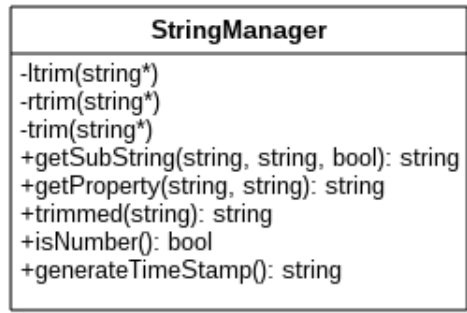 StringManager
-ltrim(string*)
-rtrim(string*)
-trim(string*)
+getSubString(string, string, bool): string
+getProperty(string, string): string
+trimmed(string): string
+isNumber(): bool
+generateTimeStamp(): string